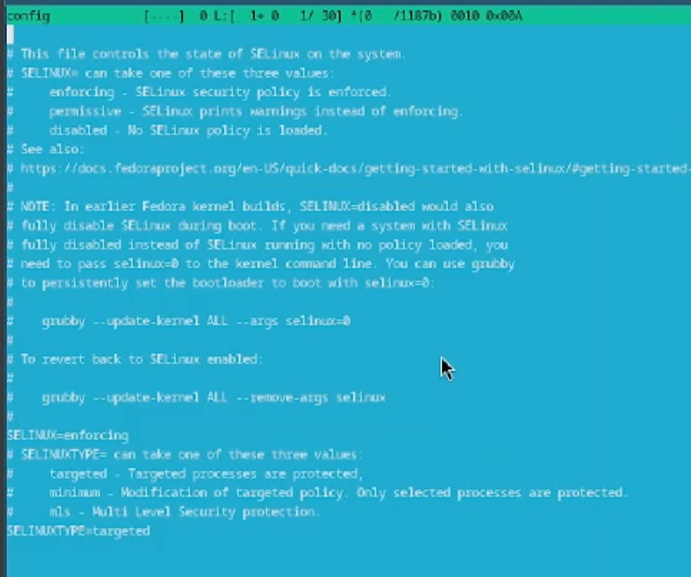 config [----] 0 L:[ 1+ 0 1/ 30] *(0 /1187b) 0010 0x00A
# This file controls the state of SELinux on the system.
# SELINUX= can take one of these three values:
#     enforcing - SELinux security policy is enforced.
#     permissive - SELinux prints warnings instead of enforcing.
#     disabled - No SELinux policy is loaded.
# See also:
# https://docs.fedoraproject.org/en-US/quick-docs/getting-started-with-selinux/#getting-started-
#
# NOTE: In earlier Fedora kernel builds, SELINUX=disabled would also
# fully disable SELinux during boot. If you need a system with SELinux
# fully disabled instead of SELinux running with no policy loaded, you
# need to pass selinux=0 to the kernel command line. You can use grubby
# to persistently set the bootloader to boot with selinux=0:
#
#    grubby --update-kernel ALL --args selinux=0
#
# To revert back to SELinux enabled:
#
#    grubby --update-kernel ALL --remove-args selinux
#
SELINUX=enforcing
# SELINUXTYPE= can take one of these three values:
#     targeted - Targeted processes are protected,
#     minimum - Modification of targeted policy. Only selected processes are protected.
#     mls - Multi Level Security protection.
SELINUXTYPE=targeted